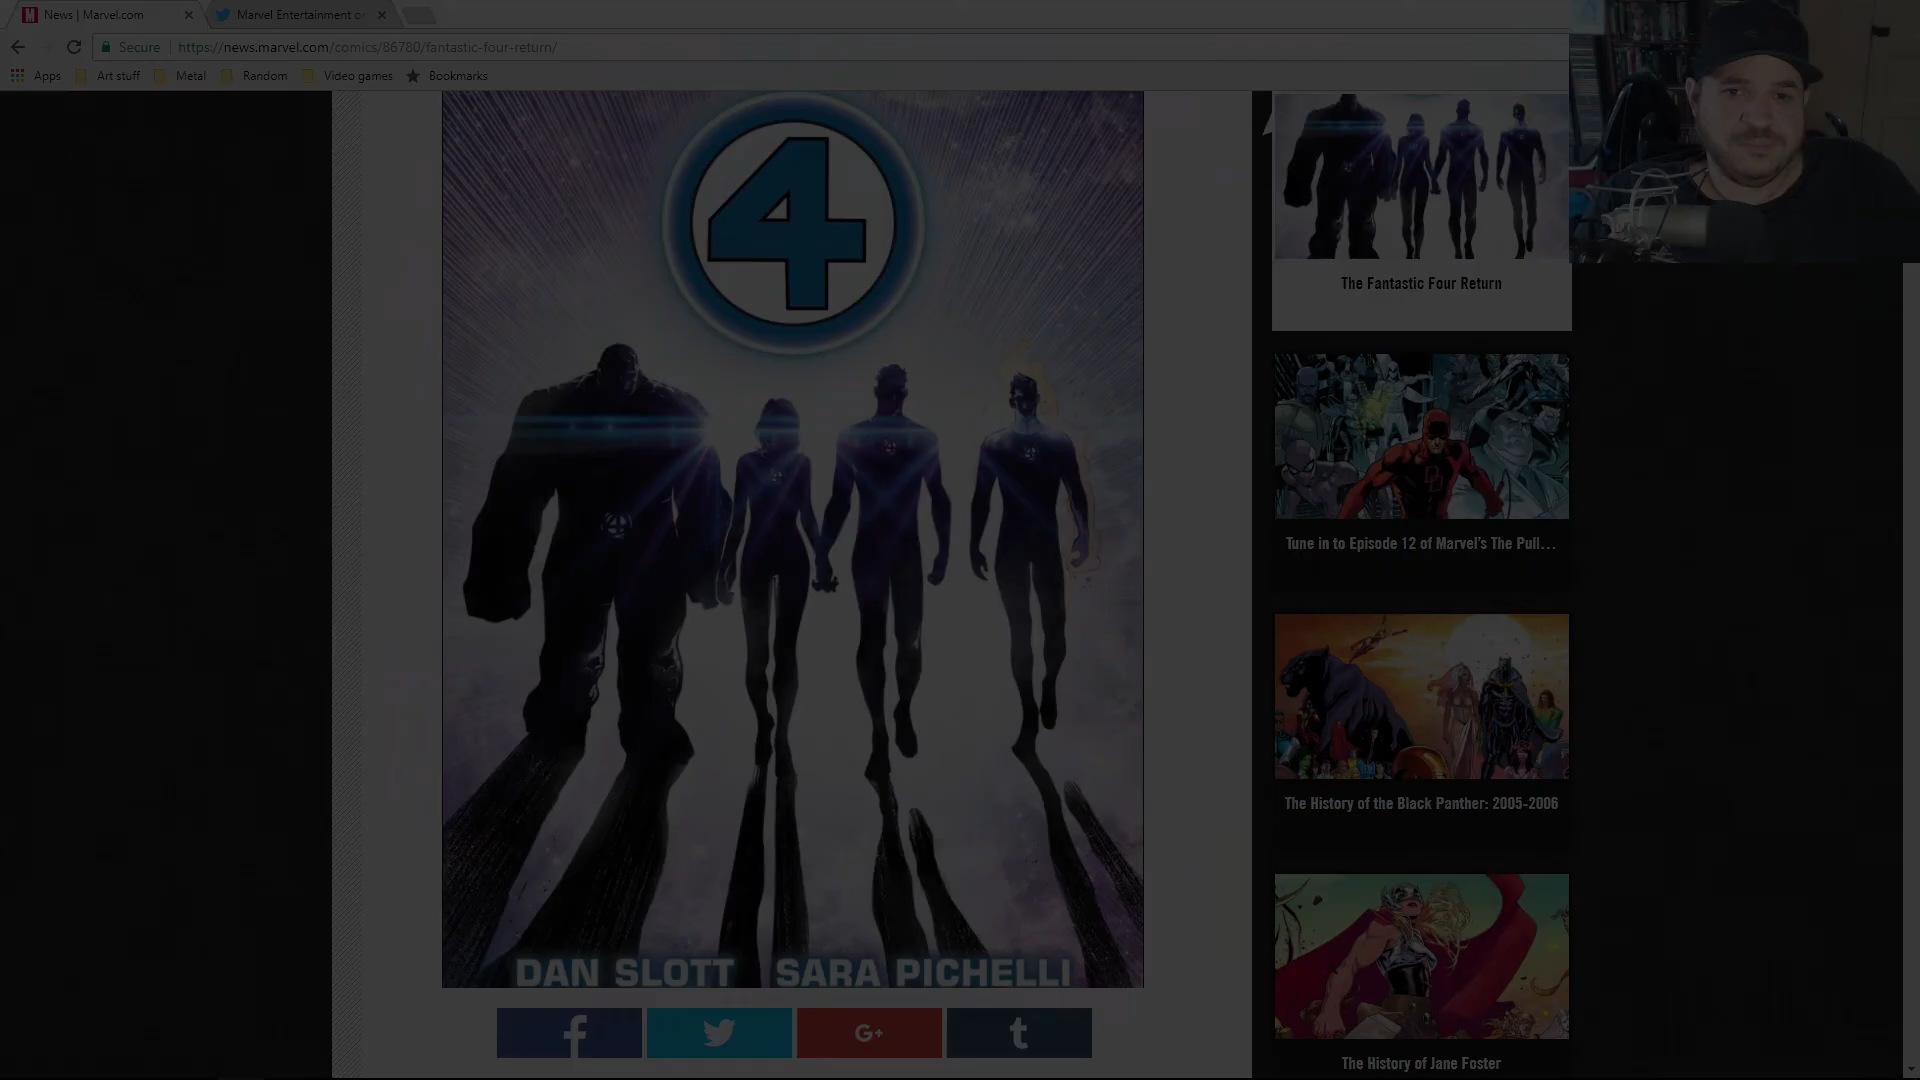 News | Marvel.com
Marvel Entertainment o
Secure
https://news.marvel.com/comics/86780/fantastic-four-return/
Apps
Art stuff
Metal
Random
Video games
Bookmarks
4
DAN SLOTT SARA PICHELLI
f
G+
t
The Fantastic Four Return
Tune in to Episode 12 of Marvel's The Pull...
The History of the Black Panther: 2005-2006
The History of Jane Foster